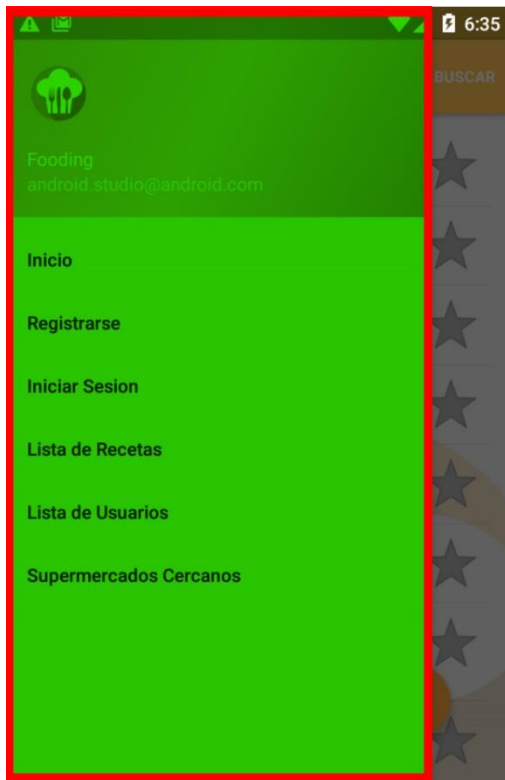 6:35
BUSCAR
Fooding
android.studio@android.com
Inicio
Registrarse
Iniciar Sesion
Lista de Recetas
Lista de Usuarios
Supermercados Cercanos